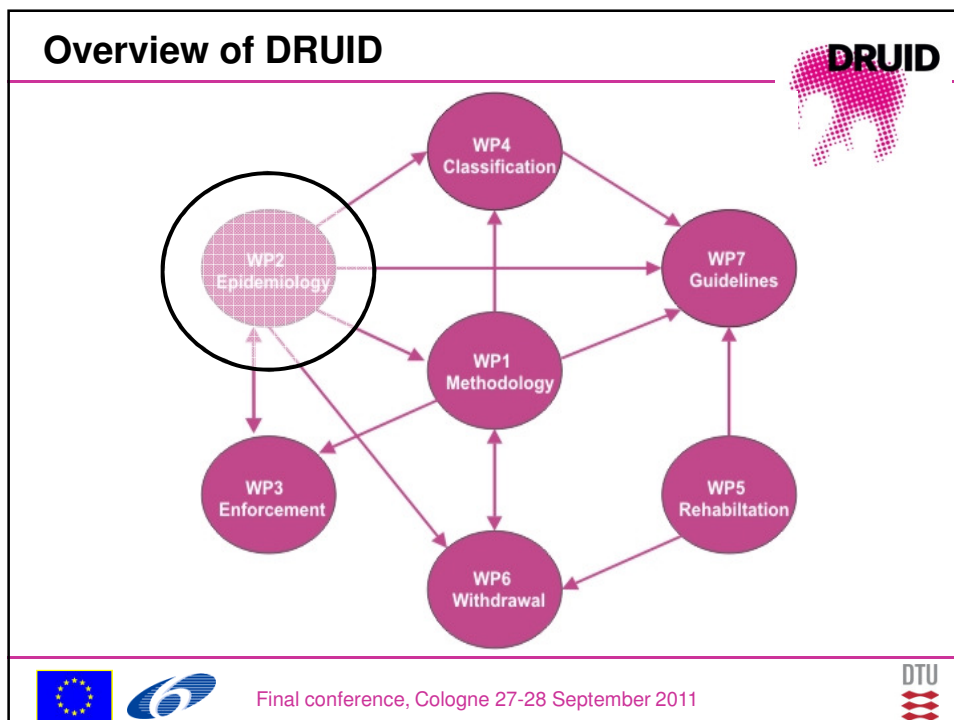 Overview of DRUID
DRUID
WP4
Classification
WP2
Epidemiology
WP7
Guidelines
WP1
Methodology
WP3
Enforcement
WP5
Rehabiltation
WP6
Withdrawal
6
Final conference, Cologne 27-28 September 2011
DTU